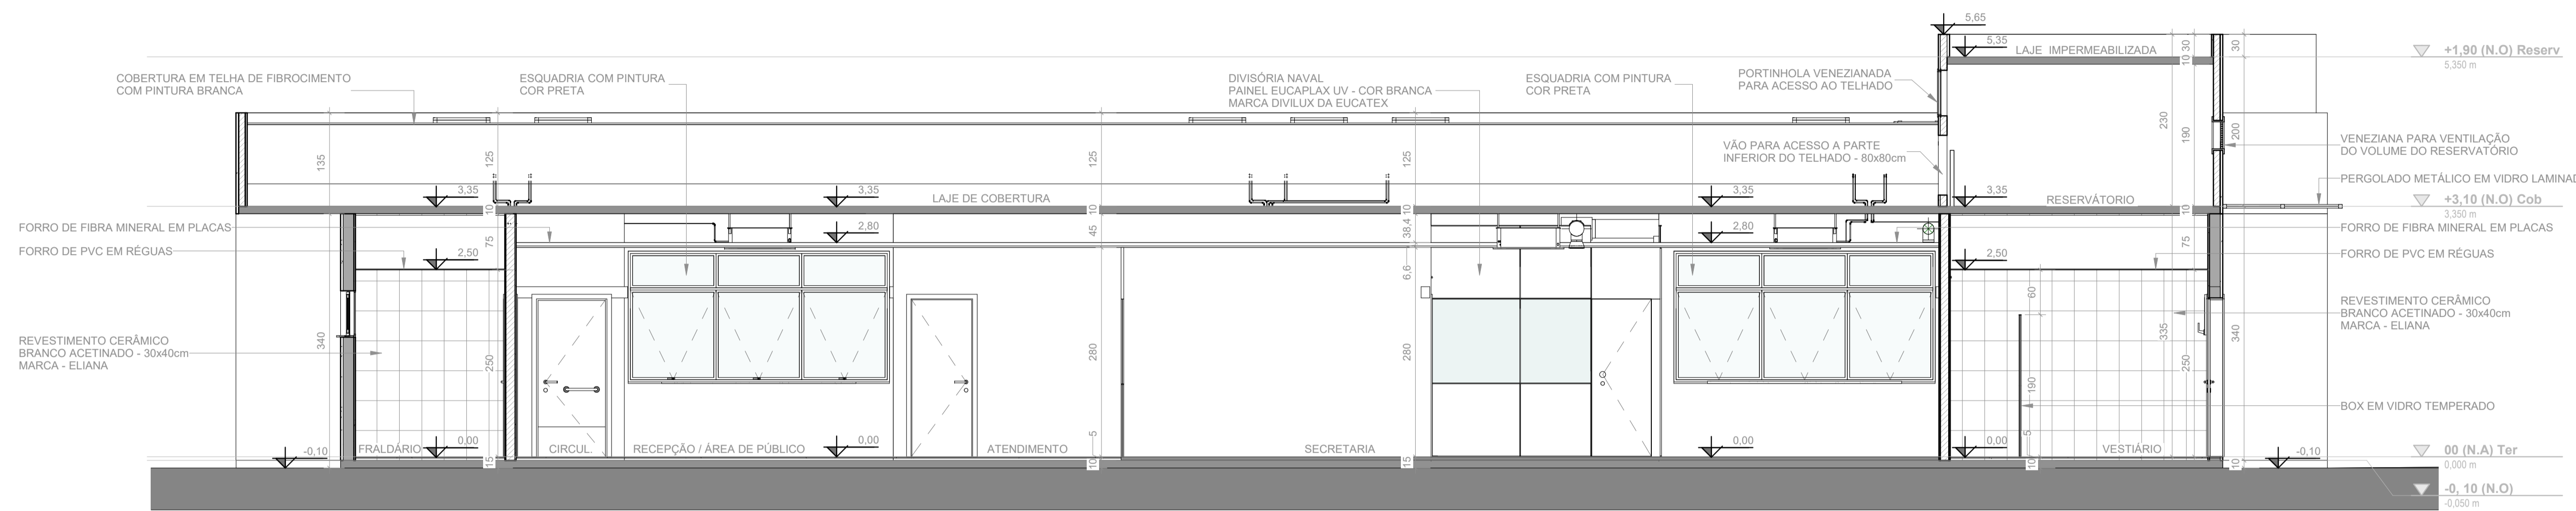 5,65
5,35
LAJE IMPERMEABILIZADA
10
30
30
+1,90 (N.O) Reserv
5,350 m
COBERTURA EM TELHA DE FIBROCIMENTO
COM PINTURA BRANCA
ESQUADRIA COM PINTURA
COR PRETA
DIVISÓRIA NAVAL
PAINEL EUCAPLAX UV - COR BRANCA
MARCA DIVILUX DA EUCATEX
ESQUADRIA COM PINTURA
COR PRETA
PORTINHOLA VENEZIANADA
PARA ACESSO AO TELHADO
135
125
125
125
VÃO PARA ACESSO A PARTE
INFERIOR DO TELHADO - 80x80cm
230
190
200
VENEZIANA PARA VENTILAÇÃO
DO VOLUME DO RESERVATÓRIO
PERGOLADO METÁLICO EM VIDRO LAMINAD
3,35
3,35
LAJE DE COBERTURA
3,35
3,35
RESERVÁTORIO
+3,10 (N.O) Cob
3,350 m
10
10
10
10
FORRO DE FIBRA MINERAL EM PLACAS
FORRO DE PVC EM RÉGUAS
75
2,50
2,80
45
38,4
2,80
2,50
75
FORRO DE FIBRA MINERAL EM PLACAS
FORRO DE PVC EM RÉGUAS
6,6
60
REVESTIMENTO CERÂMICO
BRANCO ACETINADO - 30x40cm
MARCA - ELIANA
340
250
280
280
190
335
250
340
REVESTIMENTO CERÂMICO
BRANCO ACETINADO - 30x40cm
MARCA - ELIANA
BOX EM VIDRO TEMPERADO
-0,10
FRALDÁRIO
0,00
15
CIRCUL.
RECEPÇÃO / ÁREA DE PÚBLICO
0,00
ATENDIMENTO
5
10
SECRETARIA
15
0,00
0,00
5
10
VESTIÁRIO
10
-0,10
00 (N.A) Ter
0,000 m
-0, 10 (N.O)
-0,050 m